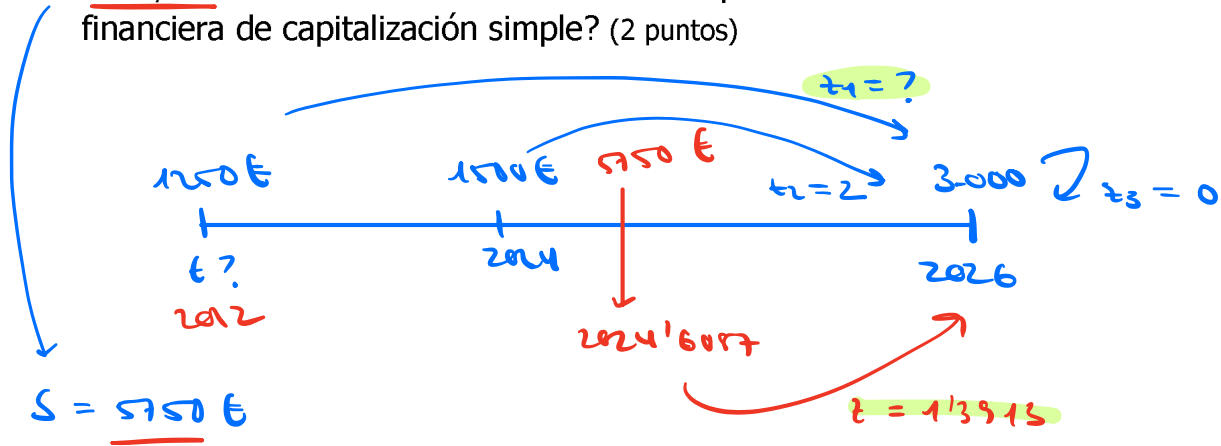 financiera de capitalización simple? (2 puntos)
z1 = ?
1250 € 1500 € 5750 € z2 = 2 3.000 z3 = 0
t ? 2024 2026
2012 2024'6087
S = 5750 € z = 1'3913